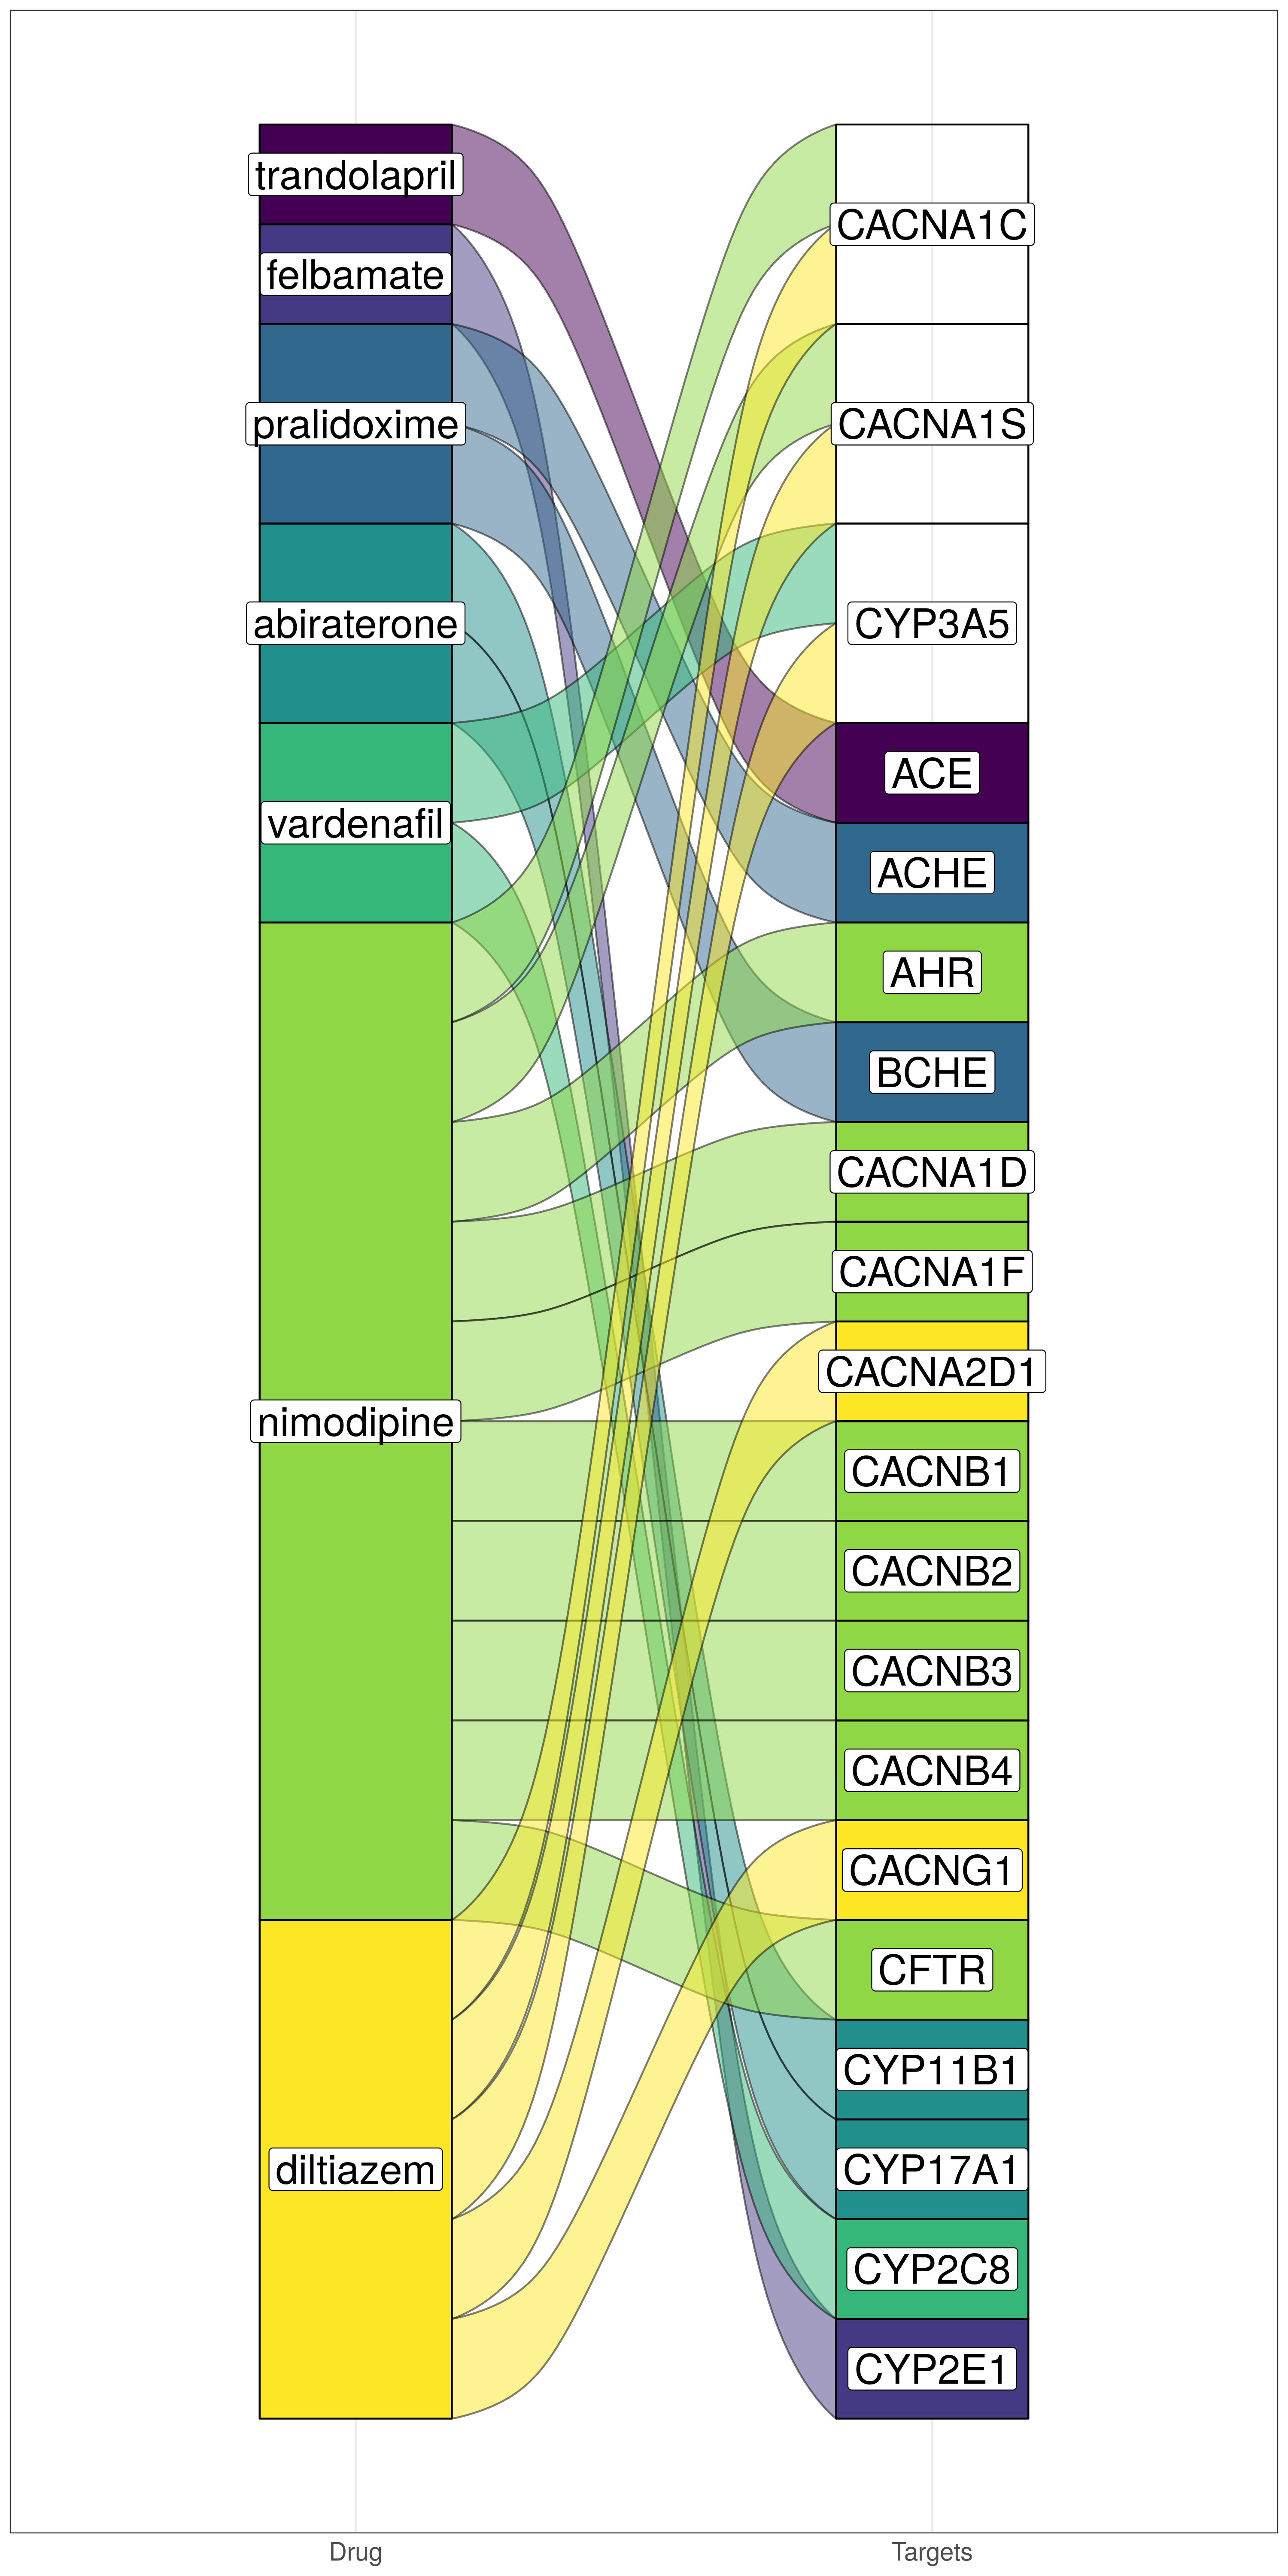 trandolapril
felbamate
pralidoxime
abiraterone
vardenafil
nimodipine
diltiazem
CACNA1C
CACNA1S
CYP3A5
ACE
ACHE
AHR
BCHE
CACNA1D
CACNA1F
CACNA2D1
CACNB1
CACNB2
CACNB3
CACNB4
CACNG1
CFTR
CYP11B1
CYP17A1
CYP2C8
CYP2E1
Drug
Targets